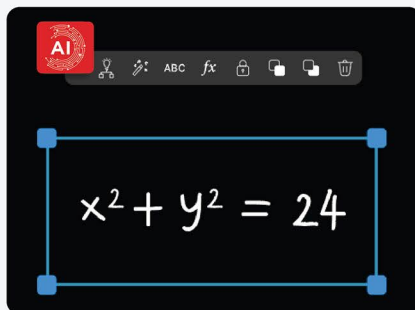 AI
ABC fx
x² + y² = 24